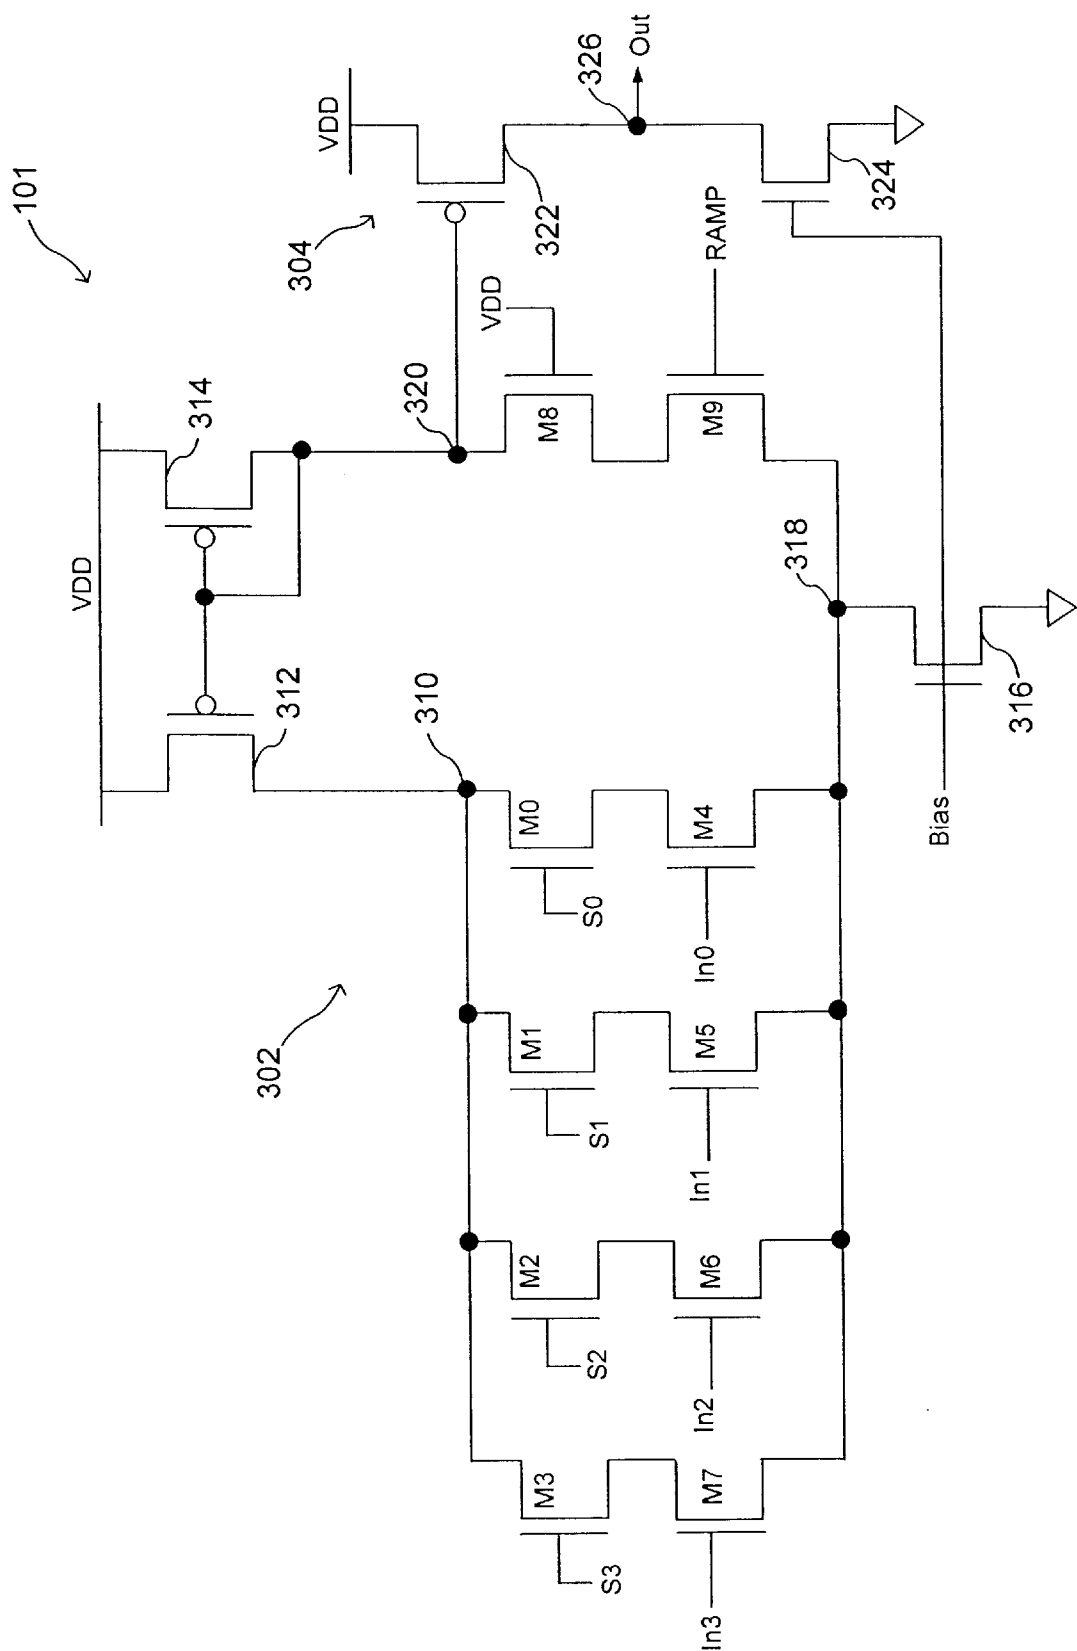 101
VDD
VDD
314
304
312
322
326
Out
320
VDD
310
M8
302
M3
M2
M1
M0
S3
S2
S1
S0
RAMP
M9
324
M7
M6
M5
M4
In3
In2
In1
In0
318
Bias
316